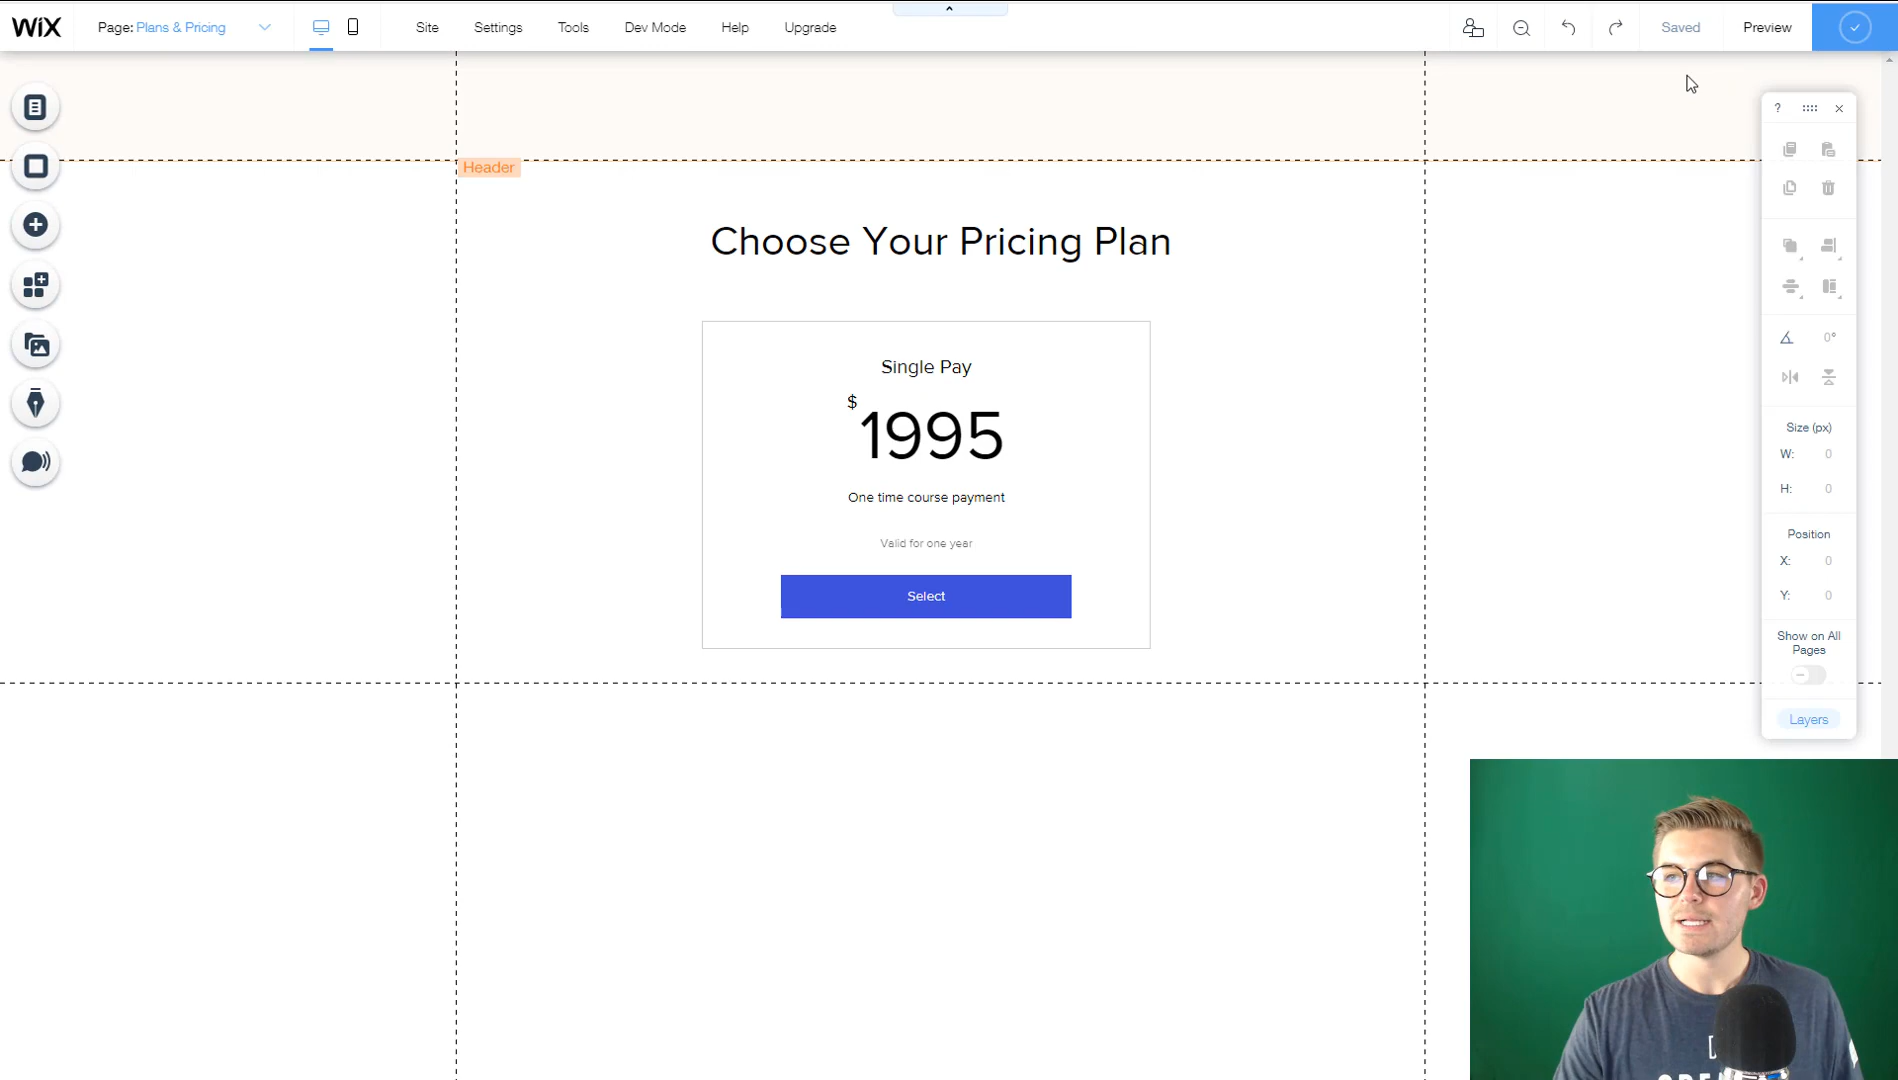 WiX
Page: Plans & Pricing
Site
Settings
Tools
Dev Mode
Help
Upgrade
Saved
Preview
Header
Choose Your Pricing Plan
Single Pay
$
1995
One time course payment
Valid for one year
Select
?
0°
Size (px)
W: 0
H: 0
Position
X: 0
Y: 0
Show on All
Pages
Layers